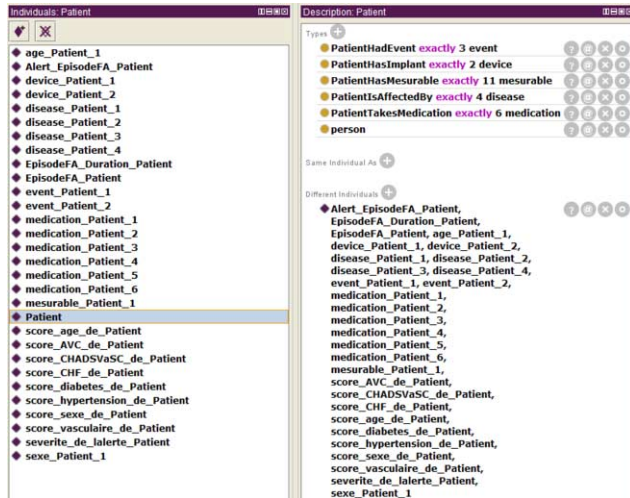 Individuals: Patient
age_Patient_1
Alert_EpisodeFA_Patient
device_Patient_1
device_Patient_2
disease_Patient_1
disease_Patient_2
disease_Patient_3
disease_Patient_4
EpisodeFA_Duration_Patient
EpisodeFA_Patient
event_Patient_1
event_Patient_2
medication_Patient_1
medication_Patient_2
medication_Patient_3
medication_Patient_4
medication_Patient_5
medication_Patient_6
mesurable_Patient_1
Patient
score_age_de_Patient
score_AVC_de_Patient
score_CHADSVaSC_de_Patient
score_CHF_de_Patient
score_diabetes_de_Patient
score_hypertension_de_Patient
score_sexe_de_Patient
score_vasculaire_de_Patient
severite_de_lalerte_Patient
sexe_Patient_1
Description: Patient
Types
PatientHadEvent exactly 3 event
PatientHasImplant exactly 2 device
PatientHasMesurable exactly 11 mesurable
PatientIsAffectedBy exactly 4 disease
PatientTakesMedication exactly 6 medication
person
Same Individual As
Different Individuals
Alert_EpisodeFA_Patient,
EpisodeFA_Duration_Patient,
EpisodeFA_Patient, age_Patient_1,
device_Patient_1, device_Patient_2,
disease_Patient_1, disease_Patient_2,
disease_Patient_3, disease_Patient_4,
event_Patient_1, event_Patient_2,
medication_Patient_1,
medication_Patient_2,
medication_Patient_3,
medication_Patient_4,
medication_Patient_5,
medication_Patient_6,
mesurable_Patient_1,
score_AVC_de_Patient,
score_CHADSVaSC_de_Patient,
score_CHF_de_Patient,
score_age_de_Patient,
score_diabetes_de_Patient,
score_hypertension_de_Patient,
score_sexe_de_Patient,
score_vasculaire_de_Patient,
severite_de_lalerte_Patient,
sexe_Patient_1